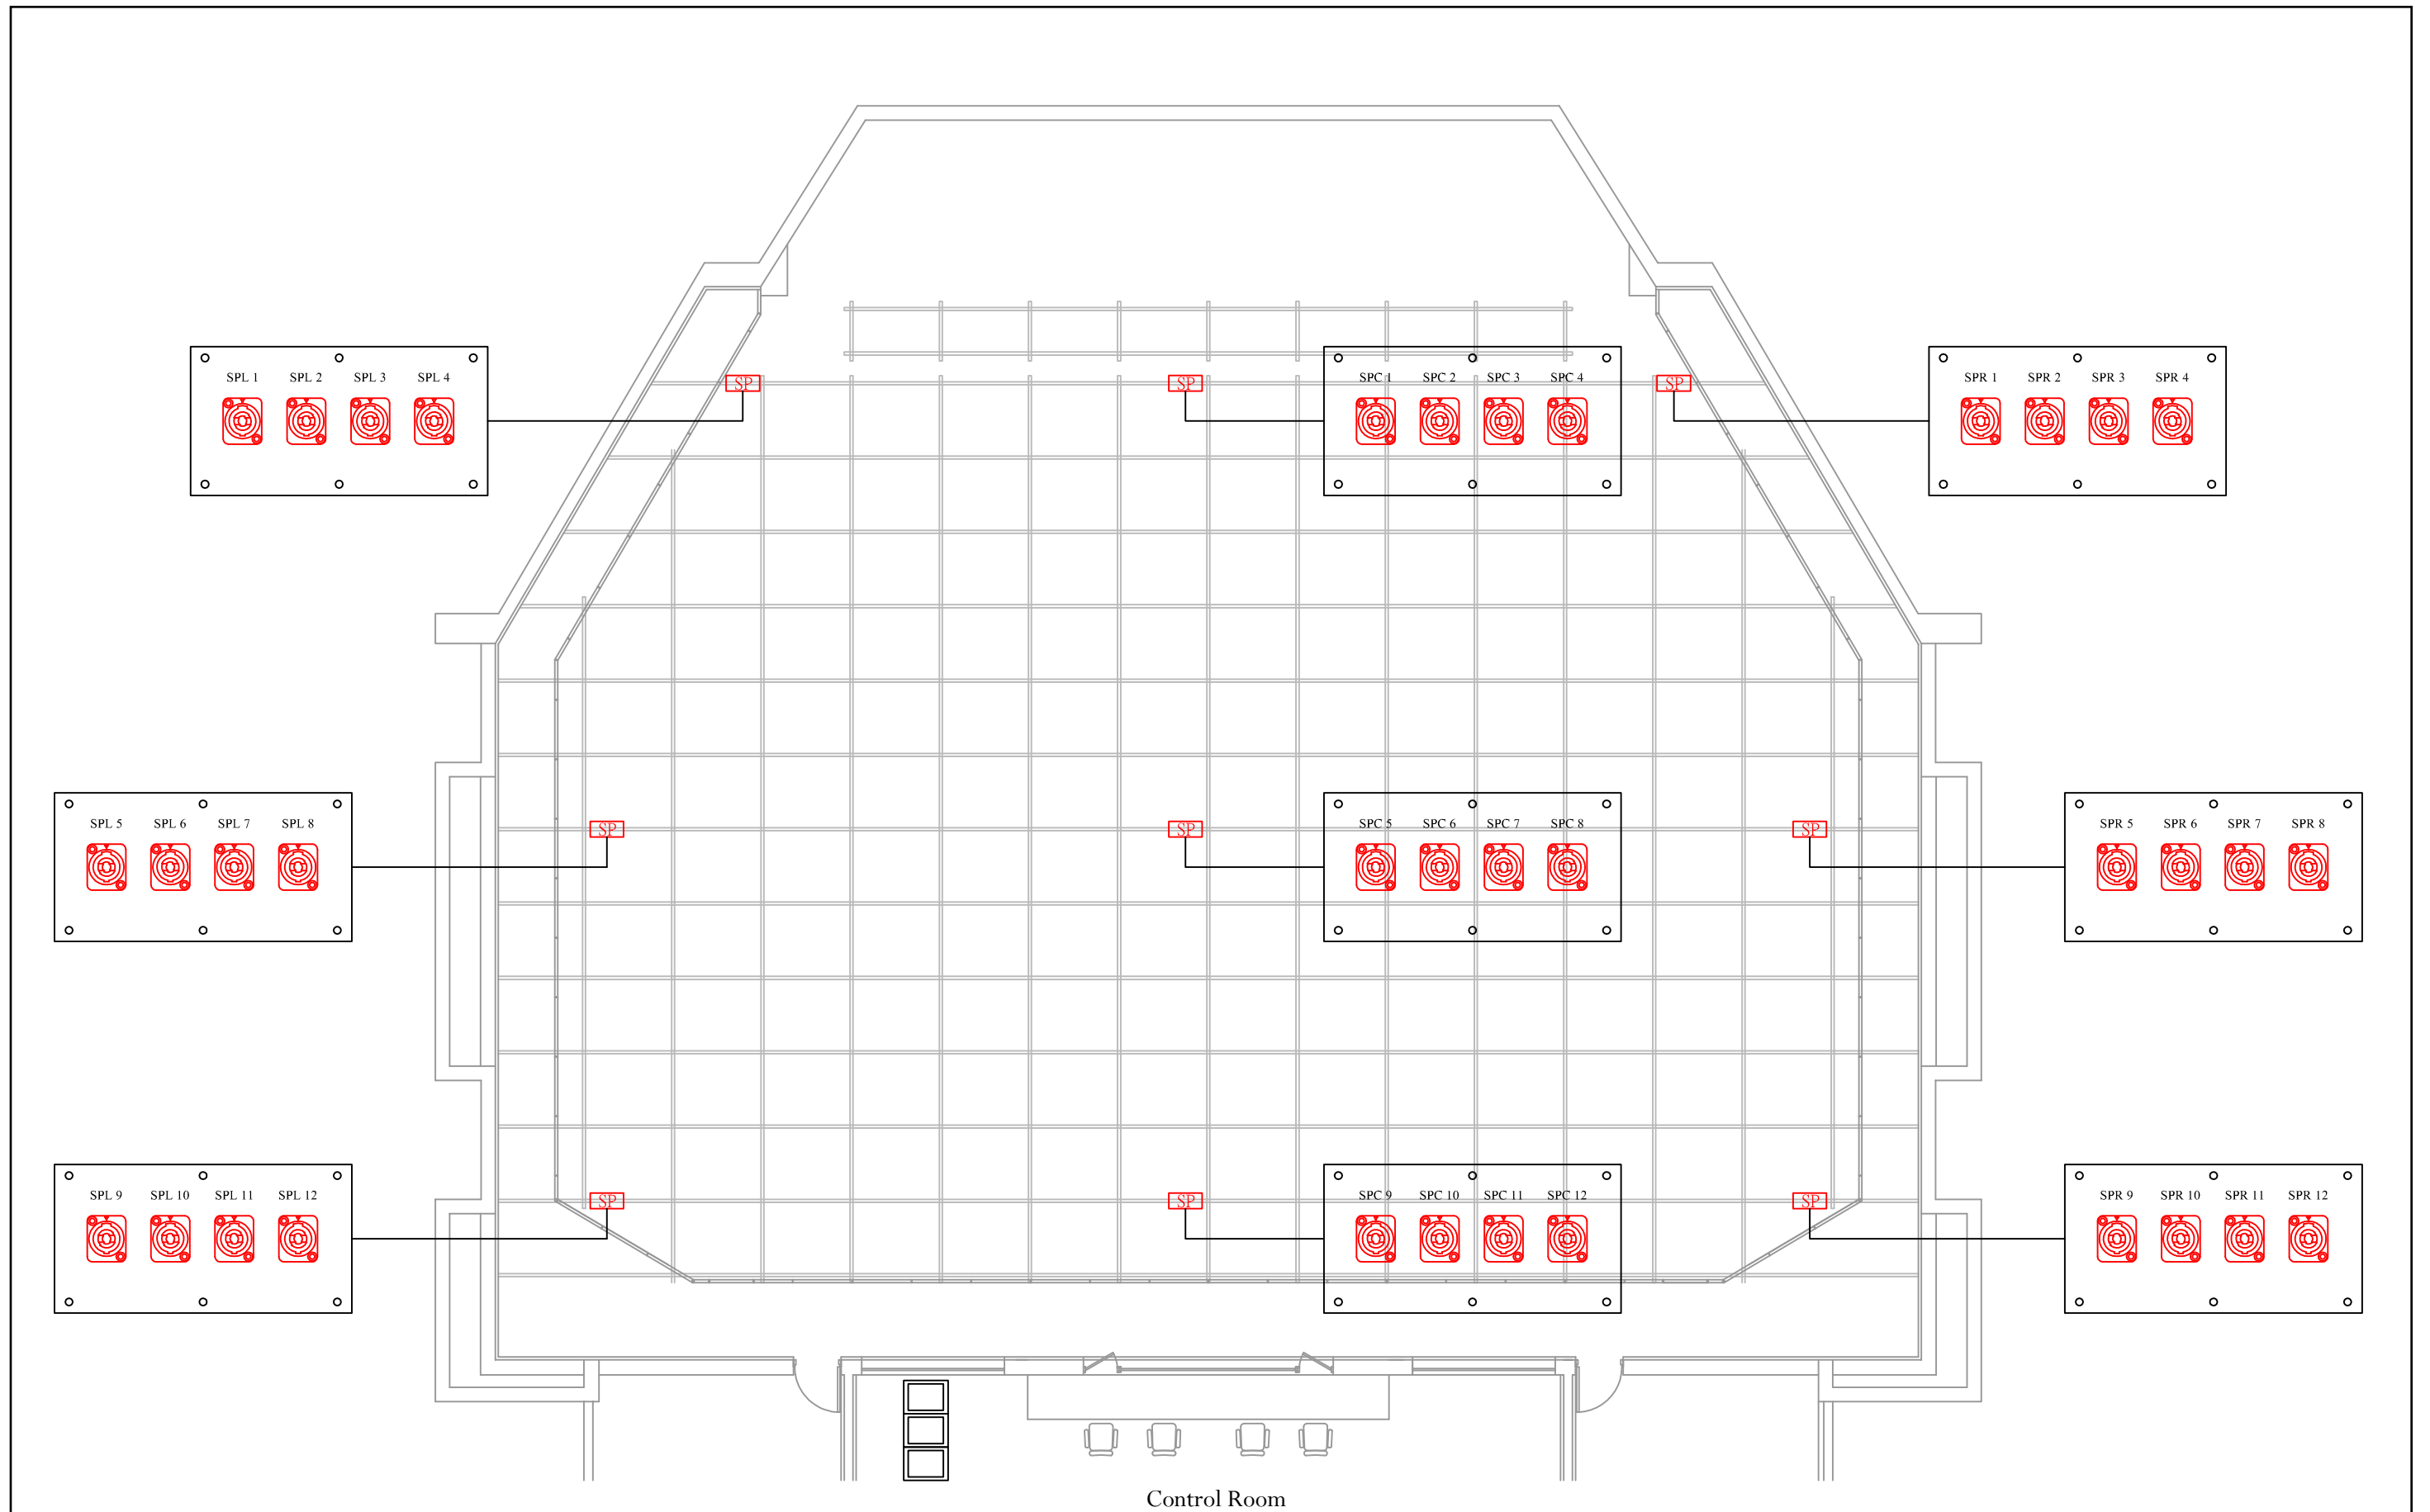 SPL 1 SPL 2 SPL 3 SPL 4
SP
SP
SPC 1 SPC 2 SPC 3 SPC 4
SP
SPR 1 SPR 2 SPR 3 SPR 4
SPL 5 SPL 6 SPL 7 SPL 8
SP
SP
SPC 5 SPC 6 SPC 7 SPC 8
SP
SPR 5 SPR 6 SPR 7 SPR 8
SPL 9 SPL 10 SPL 11 SPL 12
SP
SP
SPC 9 SPC 10 SPC 11 SPC 12
SP
SPR 9 SPR 10 SPR 11 SPR 12
Control Room